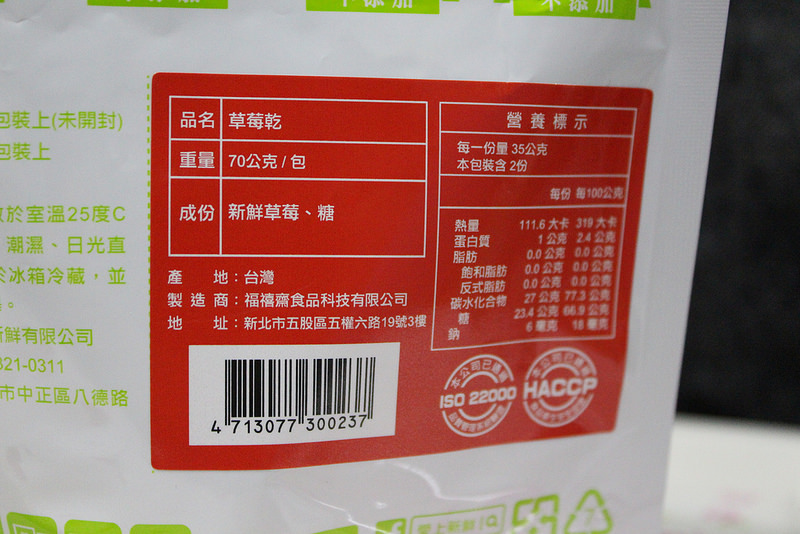 不添加
不添加
包裝上(未開封)
包裝上
於室溫25度C
潮濕、日光直
冰箱冷藏，並
。
鮮有限公司
321-0311
市中正區八德路
品名 草莓乾
重量 70公克 / 包
成份 新鮮草莓、糖
產 地：台灣
製造商：福禧齋食品科技有限公司
地 址：新北市五股區五權六路19號3樓
4 713077 300237
營養標示
每一份量 35公克
本包裝含 2份
每份 每100公克
熱量 111.6 大卡 319 大卡
蛋白質 1 公克 2.4 公克
脂肪 0.0 公克 0.0 公克
飽和脂肪 0.0 公克 0.0 公克
反式脂肪 0.0 公克 0.0 公克
碳水化合物 27 公克 77.3 公克
糖 23.4 公克 66.9 公克
鈉 6 毫克 18 毫克
本公司已通過
ISO 22000
本公司已通過
HACCP
掌上新鮮
7